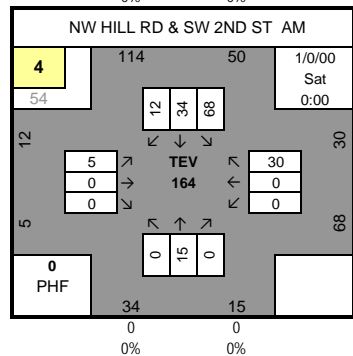 0% 0%
NW HILL RD & SW 2ND ST AM
4 114 50 1/0/00
54 Sat
0:00
12 12 34 68 30
↙ ↓ ↘
5 ↗ TEV ↖ 30
0 → 164 ← 0
0 ↘ ↙ 0
↖ ↑ ↗
5 0 15 0 68
0
PHF
34 15
0 0
0% 0%